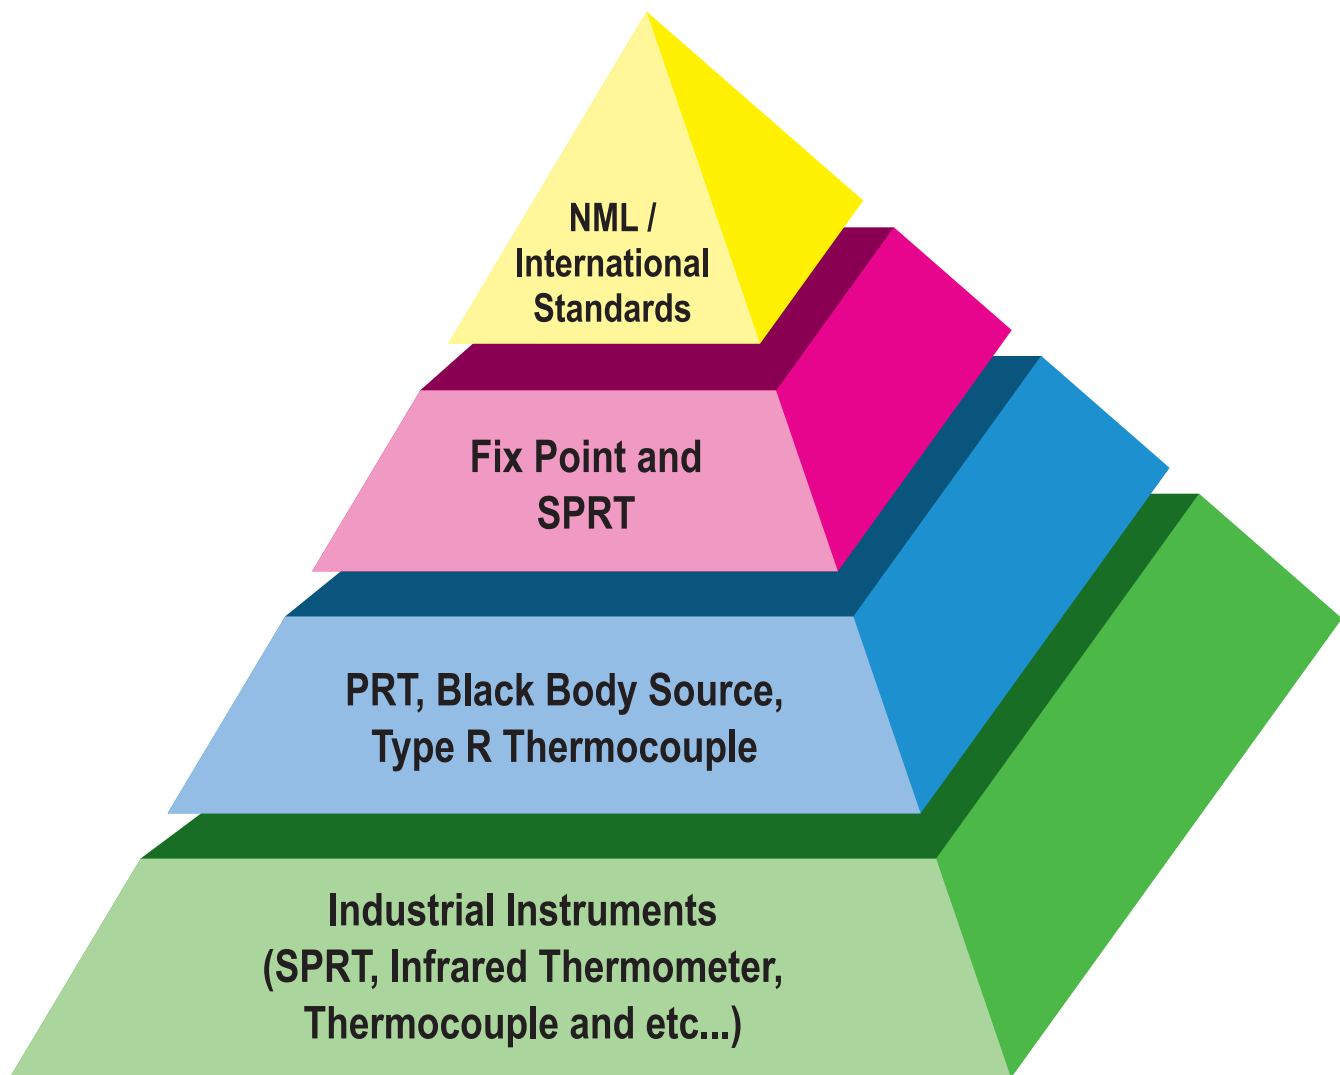 NML /
International
Standards
Fix Point and
SPRT
PRT, Black Body Source,
Type R Thermocouple
Industrial Instruments
(SPRT, Infrared Thermometer,
Thermocouple and etc...)